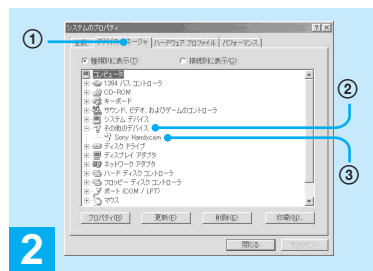 システムのプロパティ
? ×
①
全般 デバイス マネージャ ハードウェア プロファイル パフォーマンス
種類別に表示(T) 接続別に表示(C)
コンピュータ
1394 バス コントローラ
CD-ROM
キーボード
サウンド、ビデオ、およびゲームのコントローラ
システム デバイス
その他のデバイス
②
Sony Handycam
③
ディスク ドライブ
ディスプレイ アダプタ
ネットワーク アダプタ
ハード ディスク コントローラ
フロッピー ディスク コントローラ
ポート (COM / LPT)
マウス
プロパティ(R) 更新(F) 削除(E) 印刷(N)...
閉じる キャンセル
2